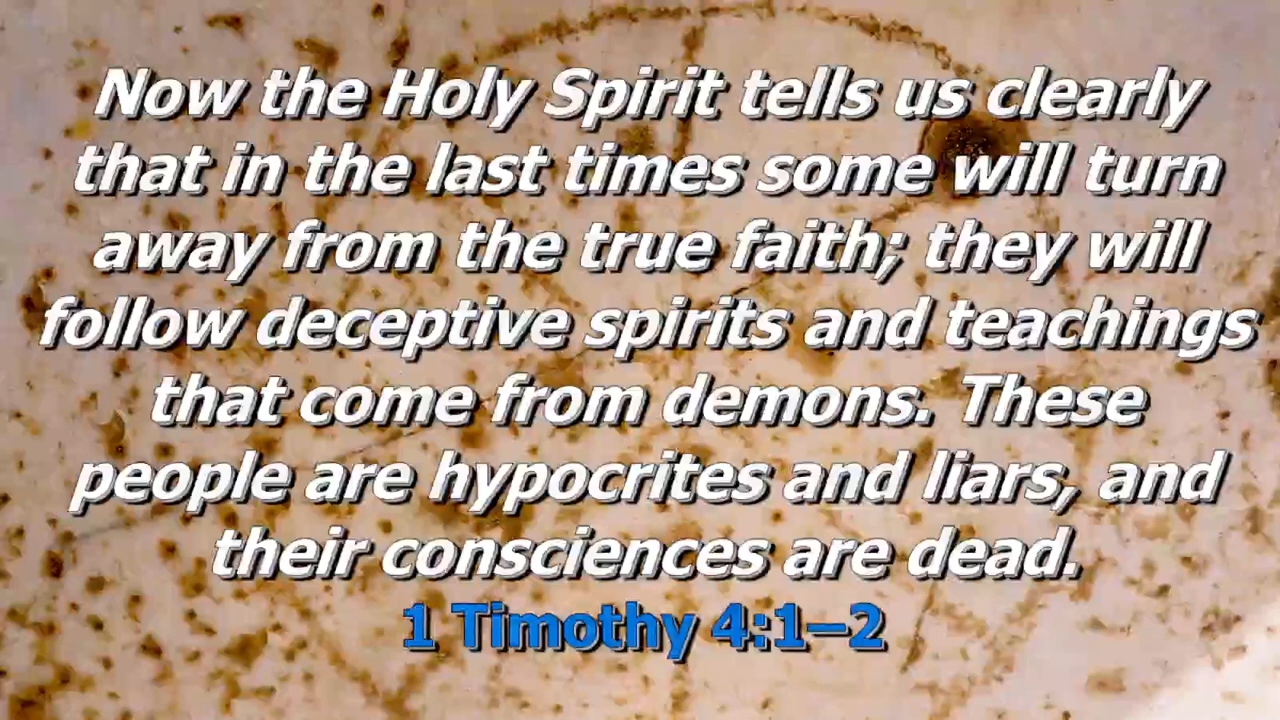 Now the Holy Spirit tells us clearly
that in the last times some will turn
away from the true faith; they will
follow deceptive spirits and teachings
that come from demons. These
people are hypocrites and liars, and
their consciences are dead.
1 Timothy 4:1–2